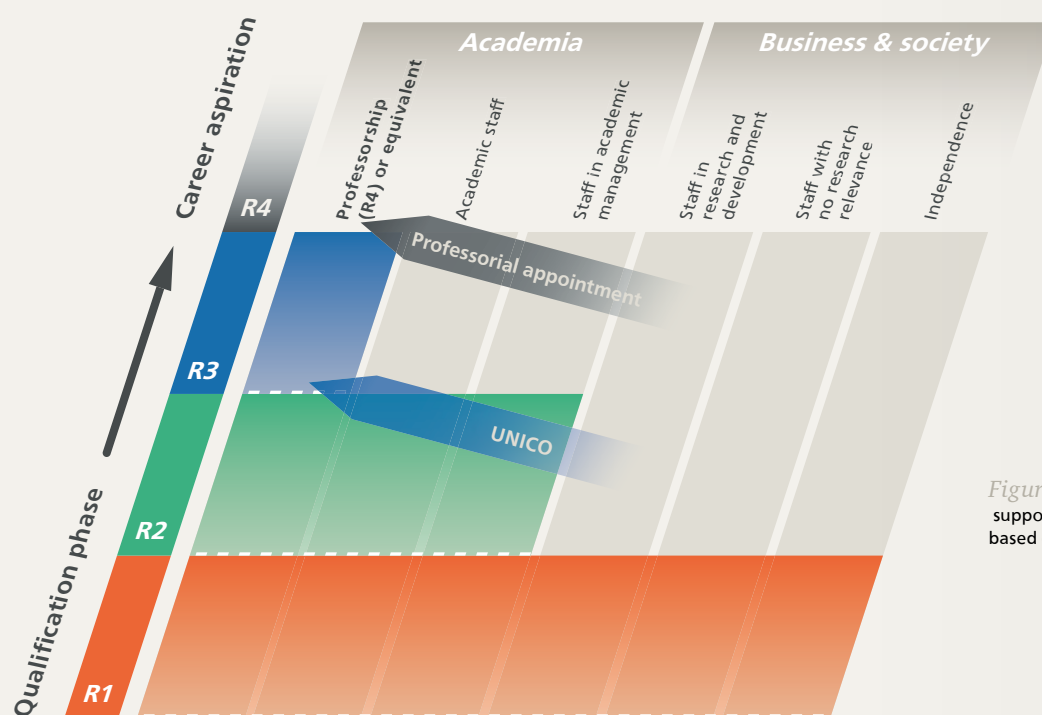 Academia
Business & society
Career aspiration
Professorship
(R4) or equivalent
Academic staff
Staff in academic
management
Staff in
research and
development
Staff with
no research
relevance
Independence
R4
Professorial appointment
R3
UNICO
R2
Qualification phase
R1
suppo
based